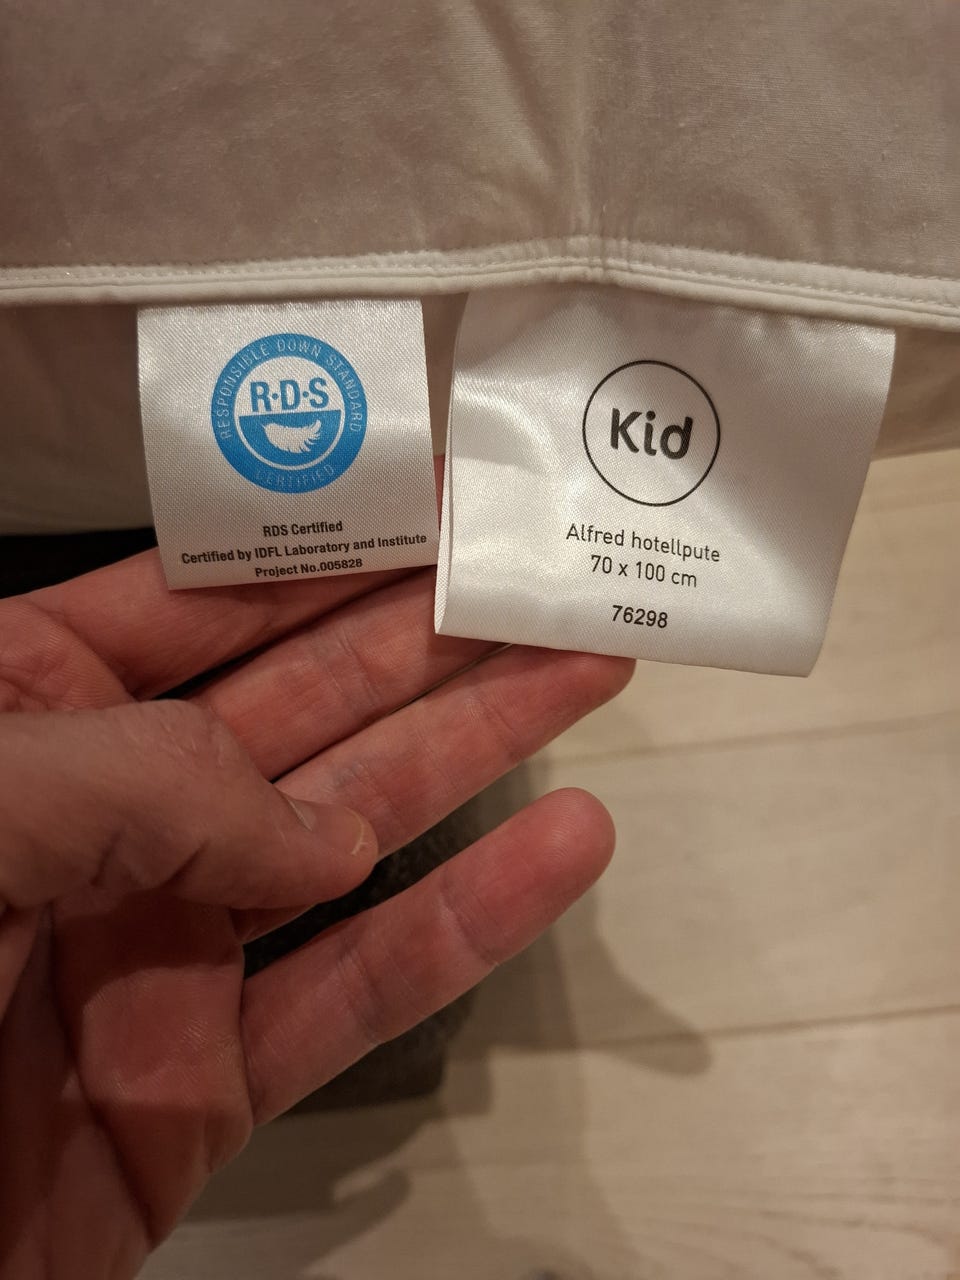 RESPONSIBLE DOWN STANDARD
R·D·S
CERTIFIED
RDS Certified
Certified by IDFL Laboratory and Institute
Project No.005828
Kid
Alfred hotellpute
70 x 100 cm
76298